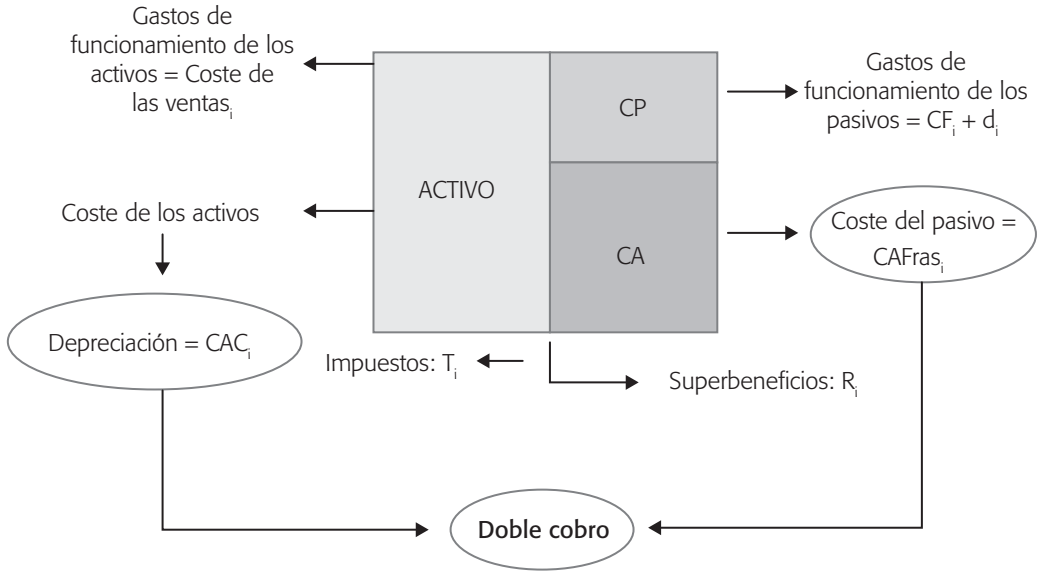 Gastos de
funcionamiento de los
activos = Coste de
las ventasᵢ
CP
Gastos de
funcionamiento de los
pasivos = CFᵢ + dᵢ
ACTIVO
Coste de los activos
CA
Coste del pasivo =
CAFrasᵢ
Depreciación = CACᵢ
Impuestos: Tᵢ
Superbeneficios: Rᵢ
Doble cobro